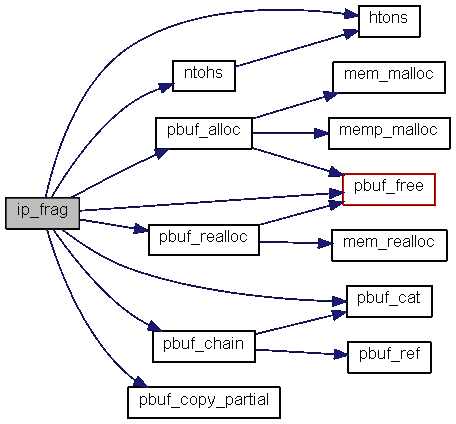 htons
ntohs
mem_malloc
pbuf_alloc
memp_malloc
pbuf_free
ip_frag
pbuf_realloc
mem_realloc
pbuf_cat
pbuf_chain
pbuf_ref
pbuf_copy_partial